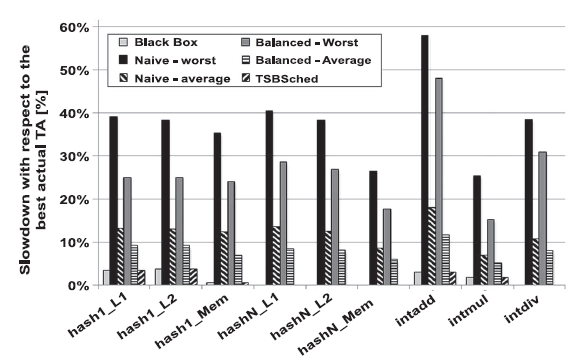 Slowdown with respect to the
best actual TA [%]
60%
50%
40%
30%
20%
10%
0%
Black Box
Balanced - Worst
Naive - worst
Balanced - Average
Naive - average
TSBSched
hash1_L1
hash1_L2
hash1_Mem
hashN_L1
hashN_L2
hashN_Mem
intadd
intmul
intdiv